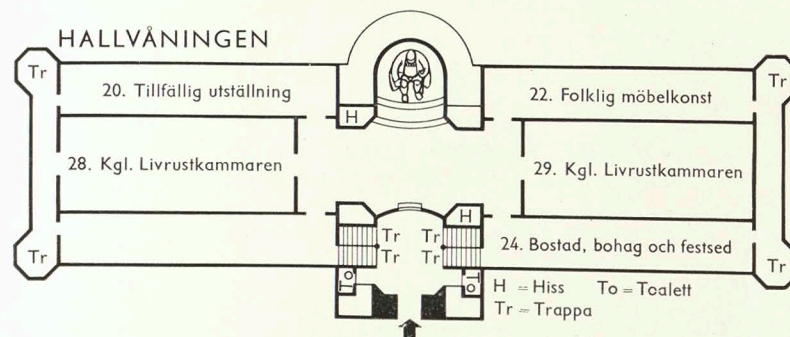 HALLVÅNINGEN
Tr
Tr
20. Tillfällig utställning
22. Folklig möbelkonst
H
28. Kgl. Livrustkammaren
29. Kgl. Livrustkammaren
H
Tr
Tr
Tr
Tr
24. Bostad, bohag och festsed
Tr
Tr
To
To
H = Hiss To = Toalett
Tr = Trappa